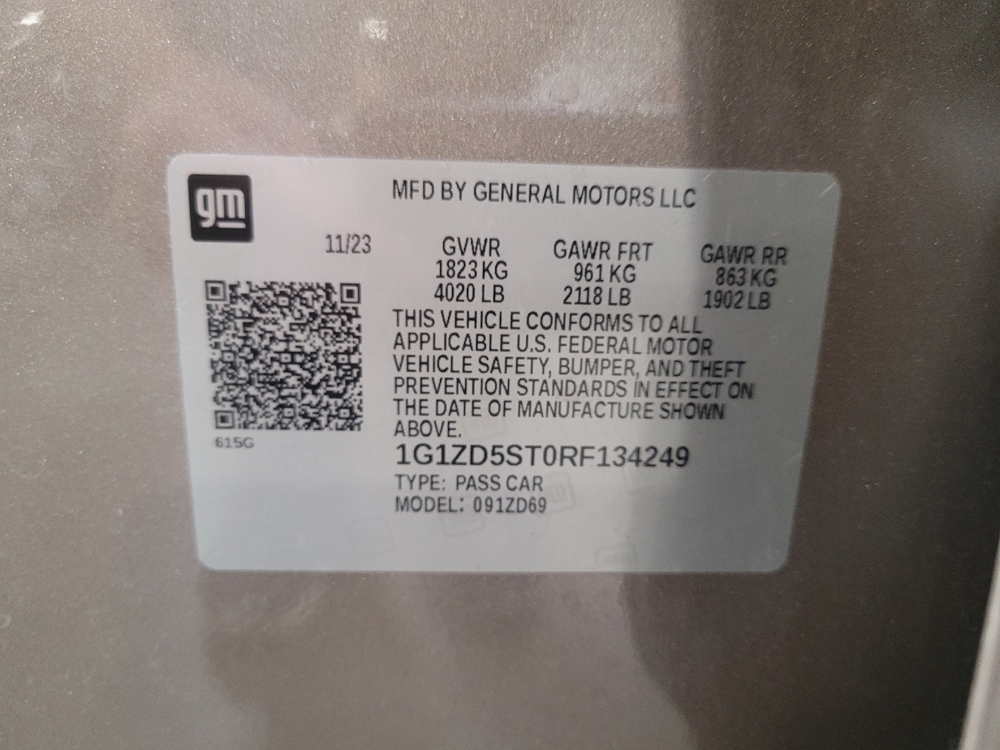 gm
MFD BY GENERAL MOTORS LLC
11/23 GVWR GAWR FRT GAWR RR
1823 KG 961 KG 863 KG
4020 LB 2118 LB 1902 LB
THIS VEHICLE CONFORMS TO ALL
APPLICABLE U.S. FEDERAL MOTOR
VEHICLE SAFETY, BUMPER, AND THEFT
PREVENTION STANDARDS IN EFFECT ON
THE DATE OF MANUFACTURE SHOWN
ABOVE.
615G
1G1ZD5ST0RF134249
TYPE: PASS CAR
MODEL: 091ZD69